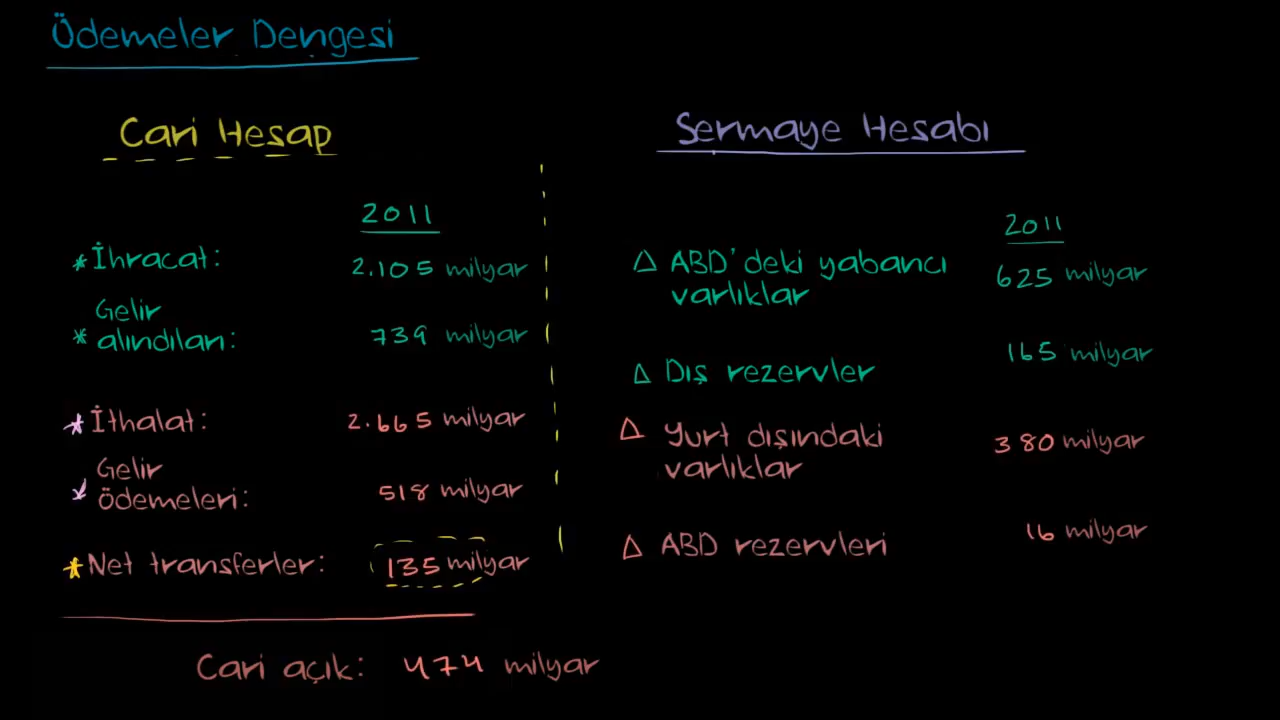 Ödemeler Dengesi
Cari Hesap
2011
* İhracat: 2.105 milyar
Gelir
* alındıları: 739 milyar
* İthalat: 2.665 milyar
Gelir
* ödemeleri: 518 milyar
* Net transferler: 135 milyar
Cari açık: 474 milyar
Sermaye Hesabı
2011
Δ ABD'deki yabancı 625 milyar
varlıklar
Δ Dış rezervler 165 milyar
Δ Yurt dışındaki 380 milyar
varlıklar
Δ ABD rezervleri 16 milyar